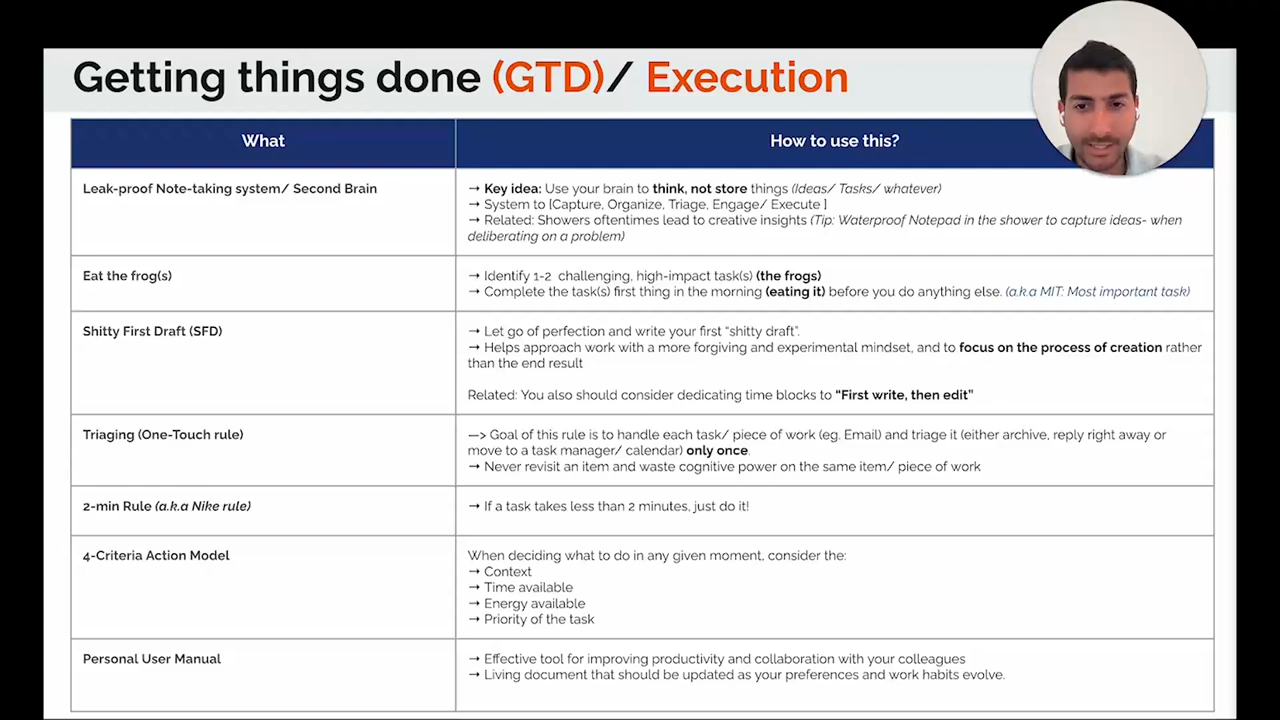 Getting things done (GTD)/ Execution
What
How to use this?
Leak-proof Note-taking system/ Second Brain
→ Key idea: Use your brain to think, not store things (Ideas/ Tasks/ whatever)
→ System to [Capture, Organize, Triage, Engage/ Execute ]
→ Related: Showers oftentimes lead to creative insights (Tip: Waterproof Notepad in the shower to capture ideas- when
deliberating on a problem)
Eat the frog(s)
→ Identify 1-2 challenging, high-impact task(s) (the frogs)
→ Complete the task(s) first thing in the morning (eating it) before you do anything else. (a.k.a MIT: Most important task)
Shitty First Draft (SFD)
→ Let go of perfection and write your first “shitty draft”.
→ Helps approach work with a more forgiving and experimental mindset, and to focus on the process of creation rather
than the end result
Related: You also should consider dedicating time blocks to “First write, then edit”
Triaging (One-Touch rule)
—> Goal of this rule is to handle each task/ piece of work (eg. Email) and triage it (either archive, reply right away or
move to a task manager/ calendar) only once.
→ Never revisit an item and waste cognitive power on the same item/ piece of work
2-min Rule (a.k.a Nike rule)
→ If a task takes less than 2 minutes, just do it!
4-Criteria Action Model
When deciding what to do in any given moment, consider the:
→ Context
→ Time available
→ Energy available
→ Priority of the task
Personal User Manual
→ Effective tool for improving productivity and collaboration with your colleagues
→ Living document that should be updated as your preferences and work habits evolve.